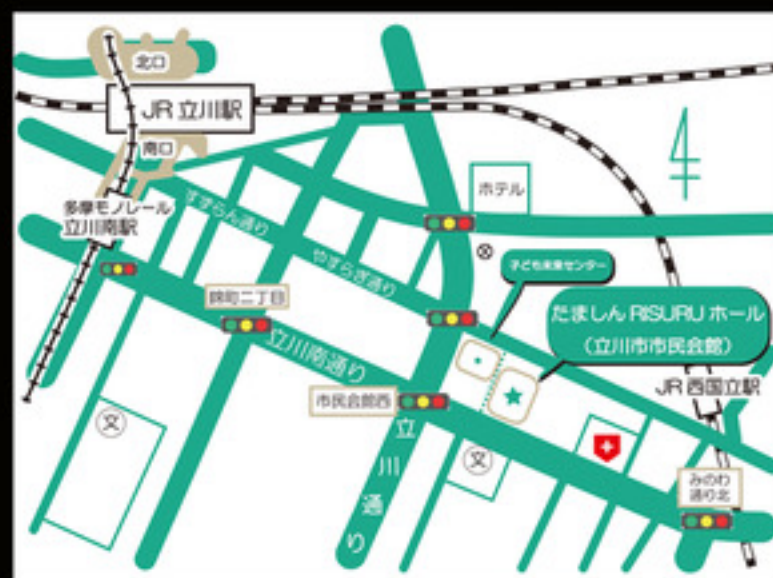 北口
JR 立川駅
南口
多摩モノレール
立川南駅
すずらん通り
ホテル
やすらぎ通り
子ども未来センター
錦町二丁目
たましん RISURU ホール
（立川市市民会館）
立川南通り
JR 西国立駅
市民会館西
立川通り
文
文
みのわ
通り北